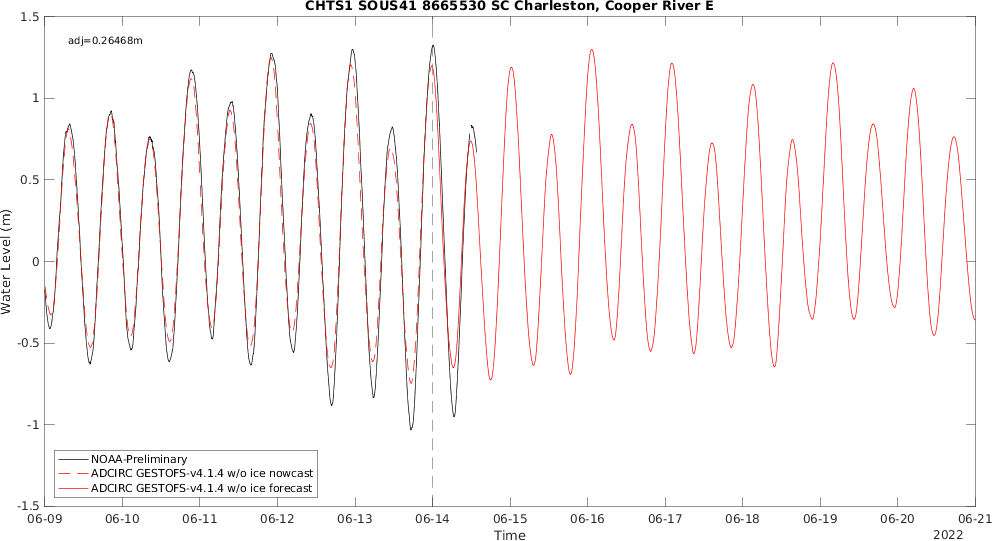 CHTS1 SOUS41 8665530 SC Charleston, Cooper River E
adj=0.26468m
1.5
1
0.5
0
-0.5
-1
-1.5
Water Level (m)
NOAA-Preliminary
ADCIRC GESTOFS-v4.1.4 w/o ice nowcast
ADCIRC GESTOFS-v4.1.4 w/o ice forecast
06-09 06-10 06-11 06-12 06-13 06-14 06-15 06-16 06-17 06-18 06-19 06-20 06-21
Time
2022